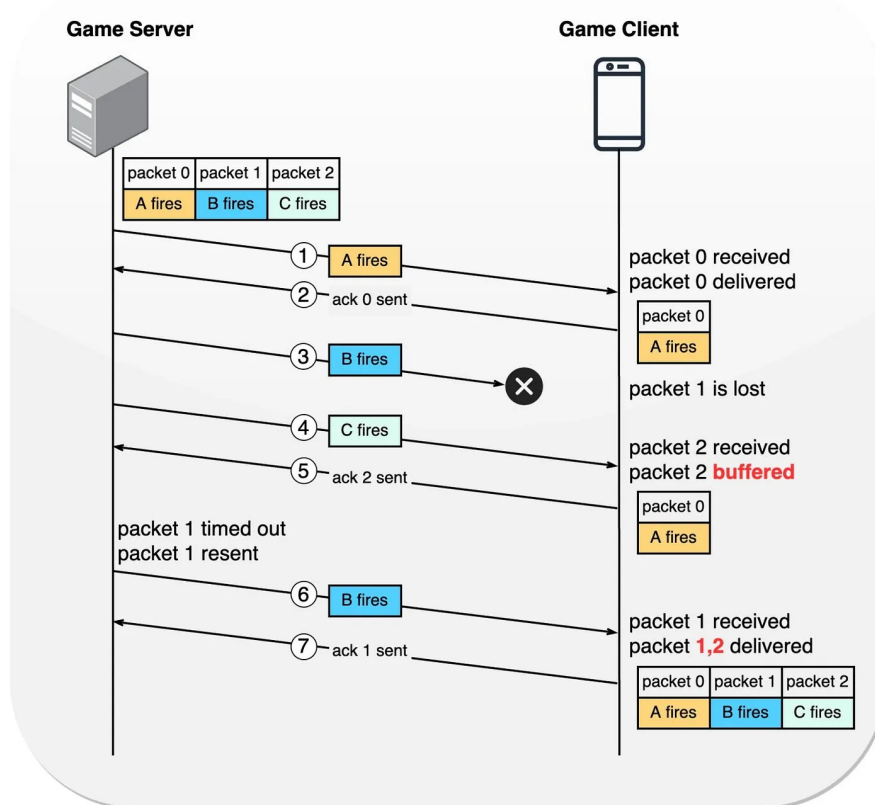 Game Server
Game Client
packet 0 packet 1 packet 2
A fires B fires C fires
1 A fires
packet 0 received
packet 0 delivered
2 ack 0 sent
packet 0
A fires
3 B fires
packet 1 is lost
4 C fires
packet 2 received
packet 2 buffered
5 ack 2 sent
packet 0
A fires
packet 1 timed out
packet 1 resent
6 B fires
packet 1 received
packet 1,2 delivered
7 ack 1 sent
packet 0 packet 1 packet 2
A fires B fires C fires